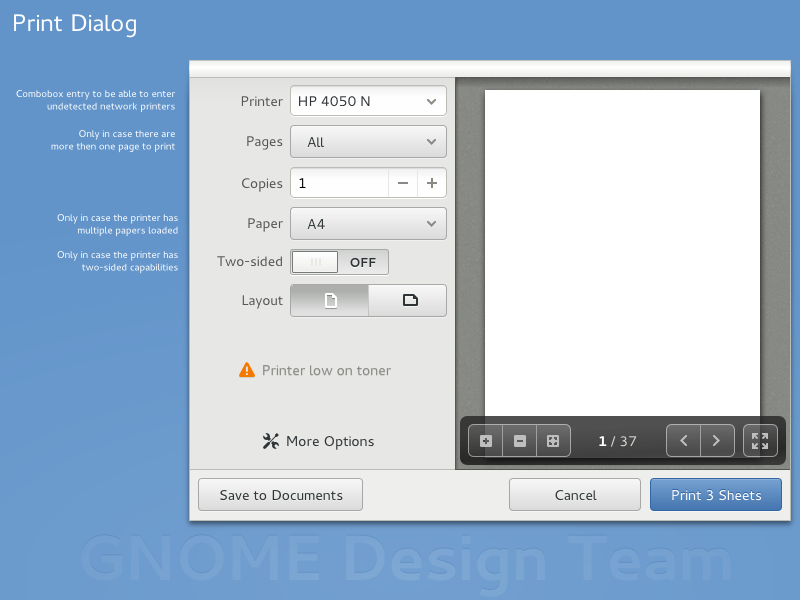 Print Dialog
Combobox entry to be able to enter
undetected network printers
Printer
HP 4050 N
Only in case there are
more then one page to print
Pages
All
Copies
1
Only in case the printer has
multiple papers loaded
Paper
A4
Only in case the printer has
two-sided capabilities
Two-sided
OFF
Layout
Printer low on toner
More Options
1 / 37
Save to Documents
Cancel
Print 3 Sheets
GNOME Design Team